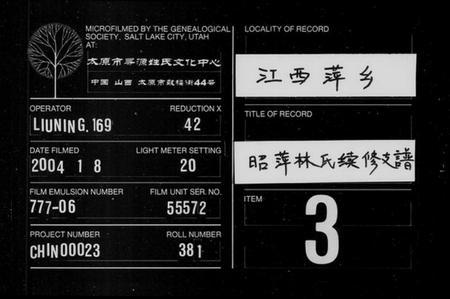 MICROFILMED BY THE GENEALOGICAL
SOCIETY, SALT LAKE CITY, UTAH
AT:
太原市寻源姓氏文化中心
中国 山西 太原市鼓楼街44号
OPERATOR
LIUNING.169
REDUCTION X
42
DATE FILMED
2004 1 8
LIGHT METER SETTING
20
FILM EMULSION NUMBER
777-06
FILM UNIT SER. NO.
55572
PROJECT NUMBER
CHIN00023
ROLL NUMBER
381
LOCALITY OF RECORD
江西萍乡
TITLE OF RECORD
昭萍林氏续修支譜
ITEM
3